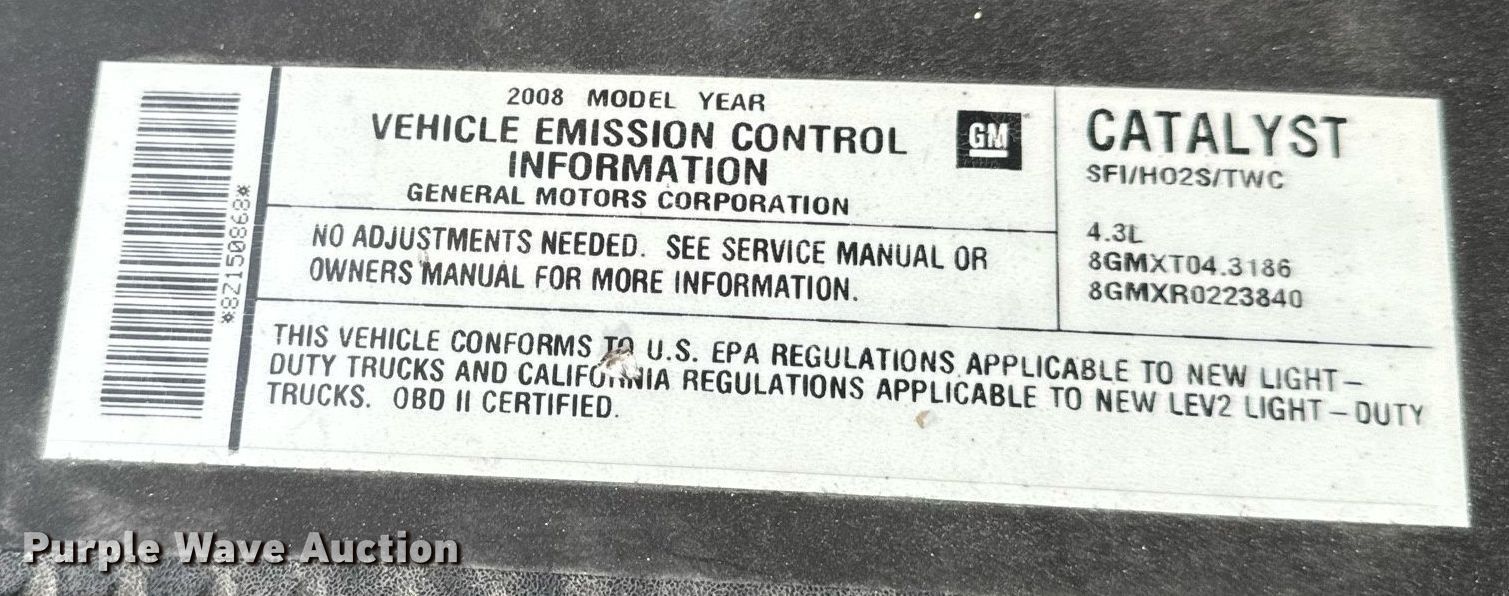 *82150868*
2008 MODEL YEAR
VEHICLE EMISSION CONTROL
INFORMATION
GENERAL MOTORS CORPORATION
GM
NO ADJUSTMENTS NEEDED. SEE SERVICE MANUAL OR
OWNERS MANUAL FOR MORE INFORMATION.
CATALYST
SFI/HO2S/TWC
4.3L
8GMXT04.3186
8GMXR0223840
THIS VEHICLE CONFORMS TO U.S. EPA REGULATIONS APPLICABLE TO NEW LIGHT-
DUTY TRUCKS AND CALIFORNIA REGULATIONS APPLICABLE TO NEW LEV2 LIGHT-DUTY
TRUCKS. OBD II CERTIFIED.
Purple Wave Auction